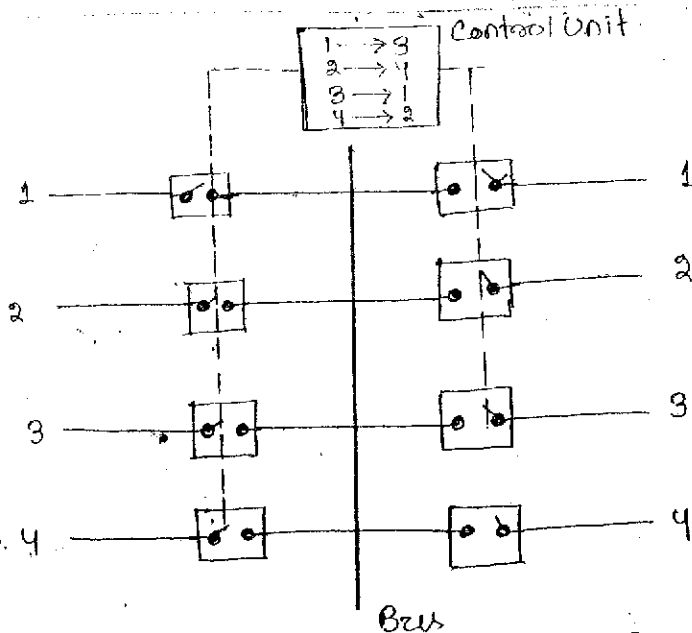 Control Unit
1 → 3
2 → 4
3 → 1
4 → 2
1 1
2 2
3 3
4 4
Bus